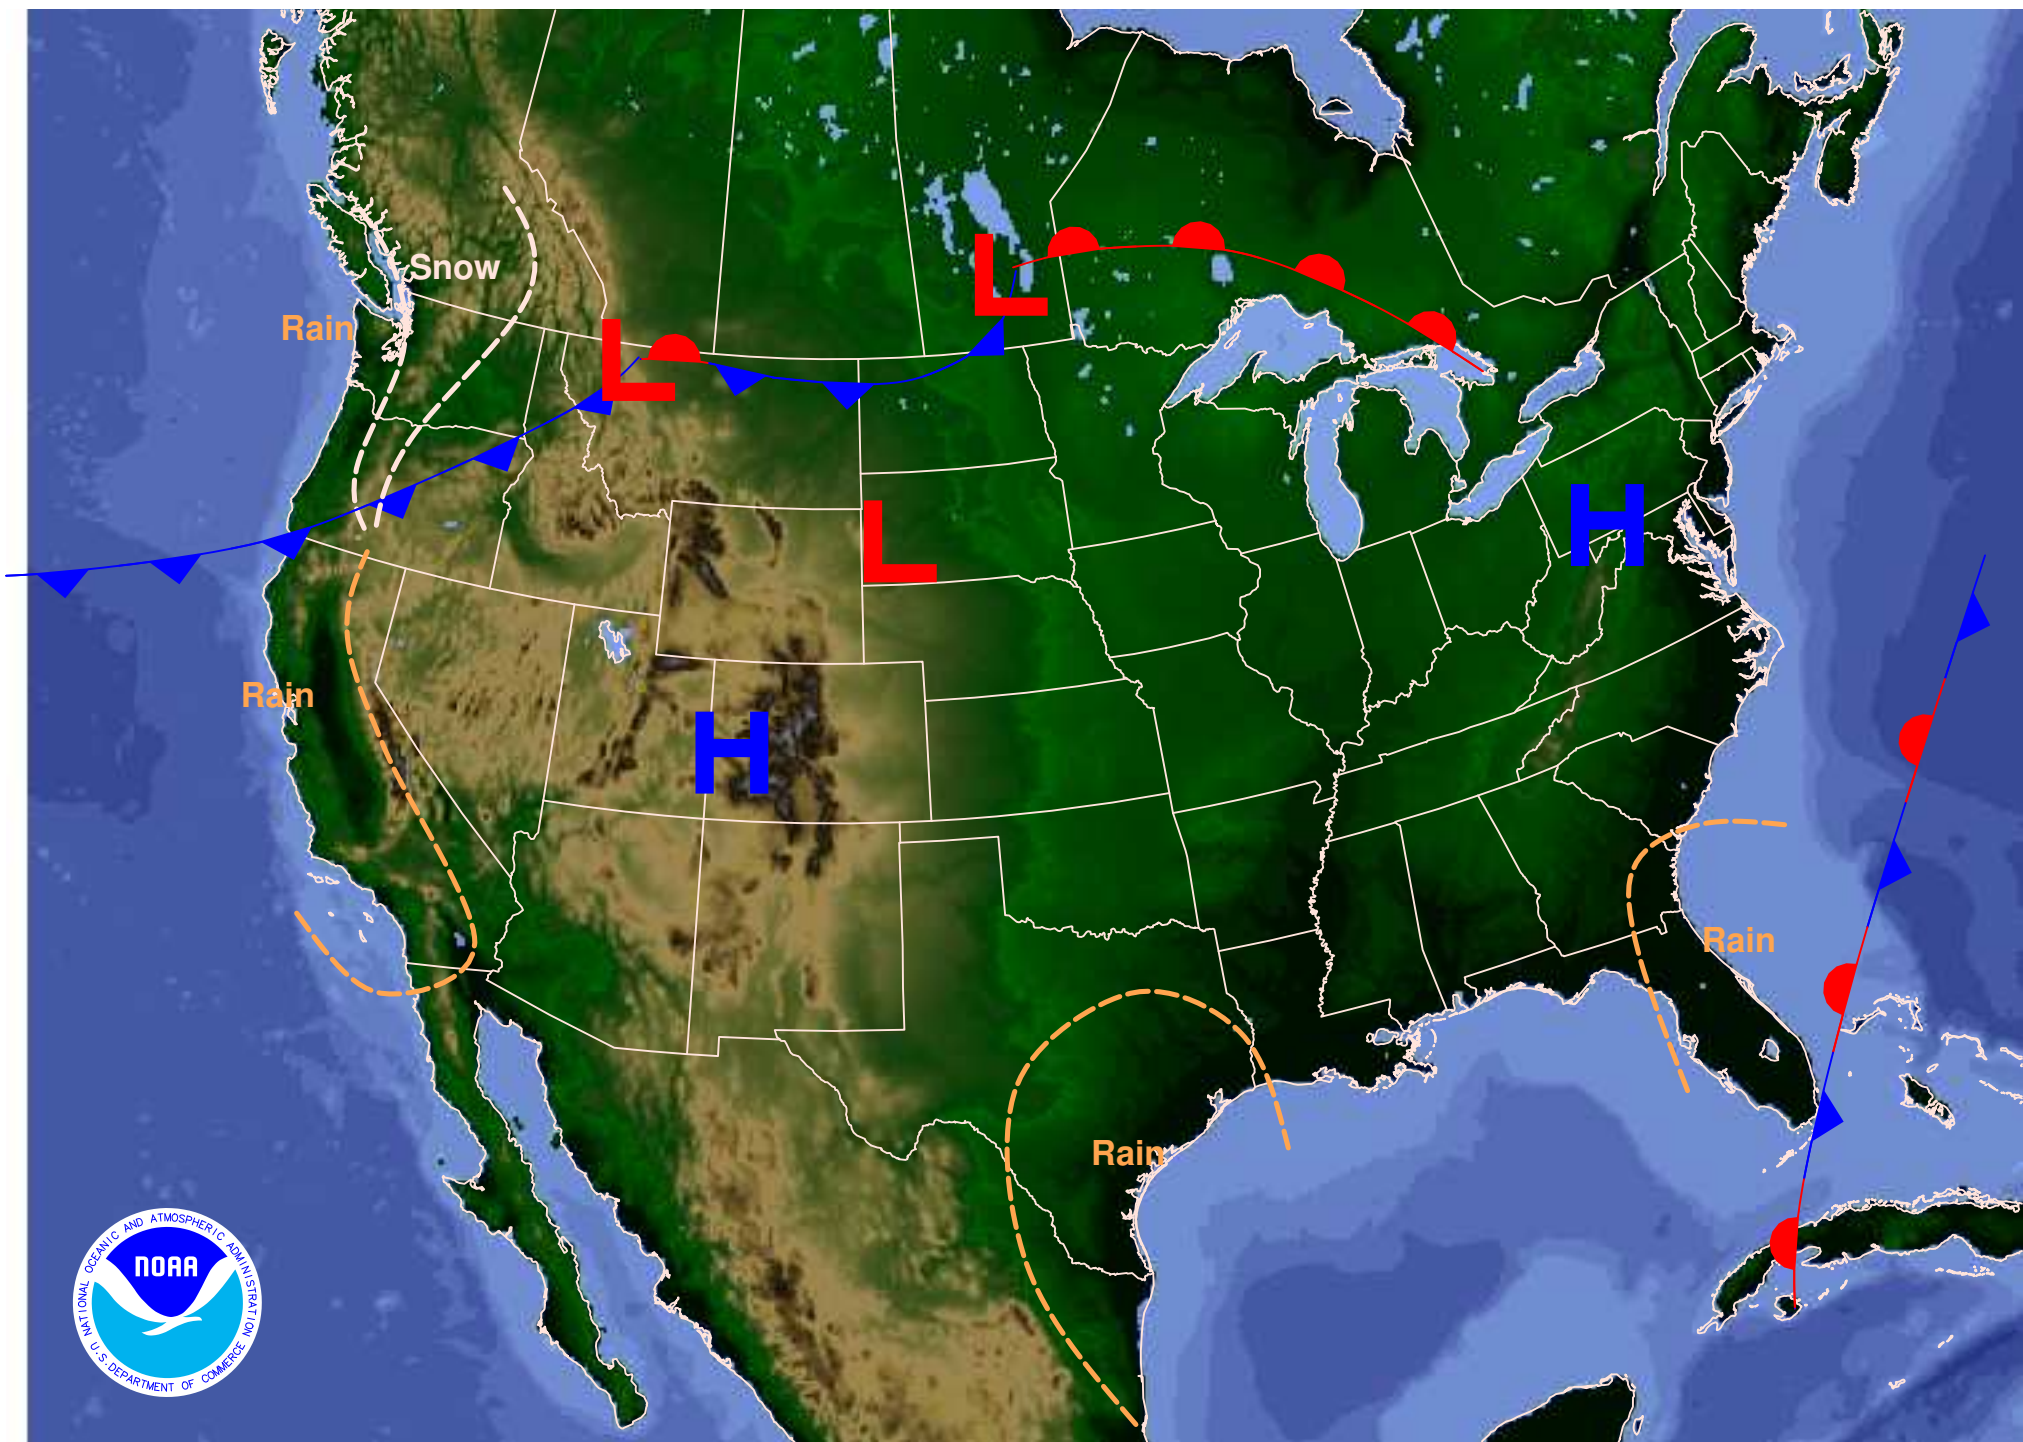 Snow
Rain
L
L
L
H
Rain
H
Rain
Rain
NATIONAL OCEANIC AND ATMOSPHERIC ADMINISTRATION
NOAA
U.S. DEPARTMENT OF COMMERCE